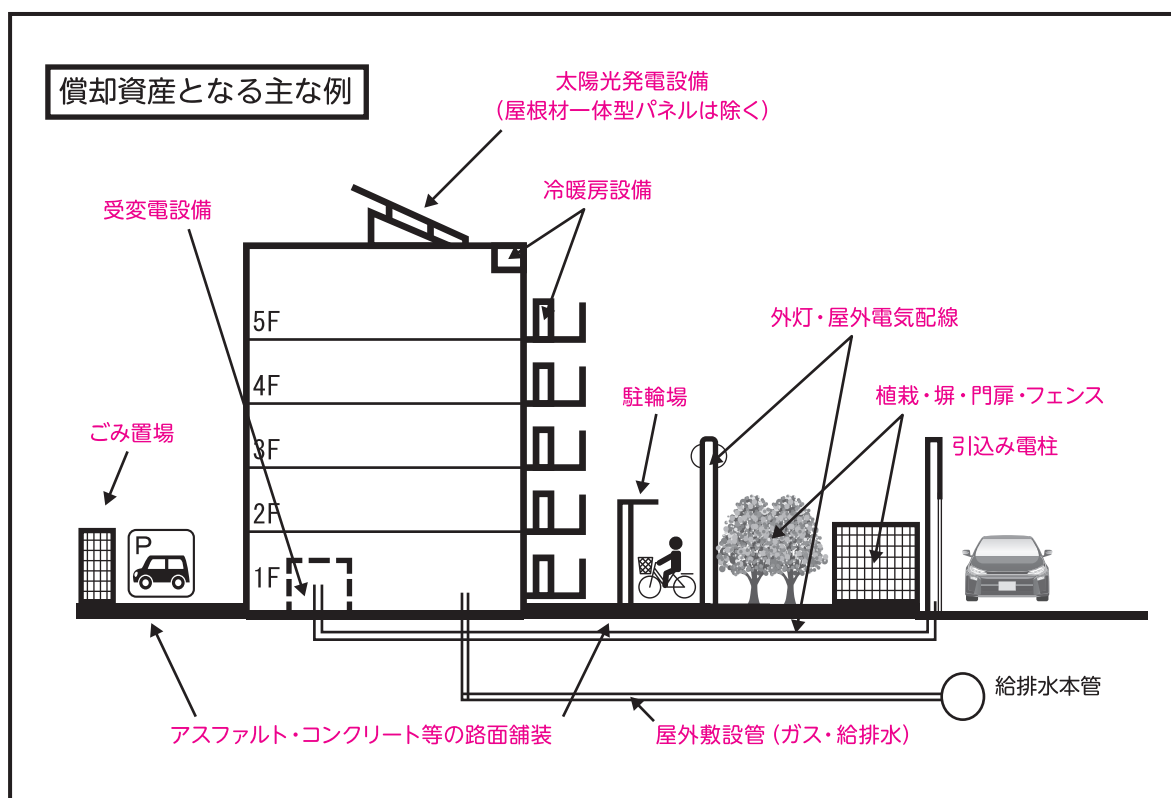 償却資産となる主な例
太陽光発電設備
（屋根材一体型パネルは除く）
冷暖房設備
受変電設備
5F
外灯・屋外電気配線
4F
駐輪場
植栽・塀・門扉・フェンス
ごみ置場
3F
引込み電柱
2F
P
1F
給排水本管
アスファルト・コンクリート等の路面舗装
屋外敷設管（ガス・給排水）